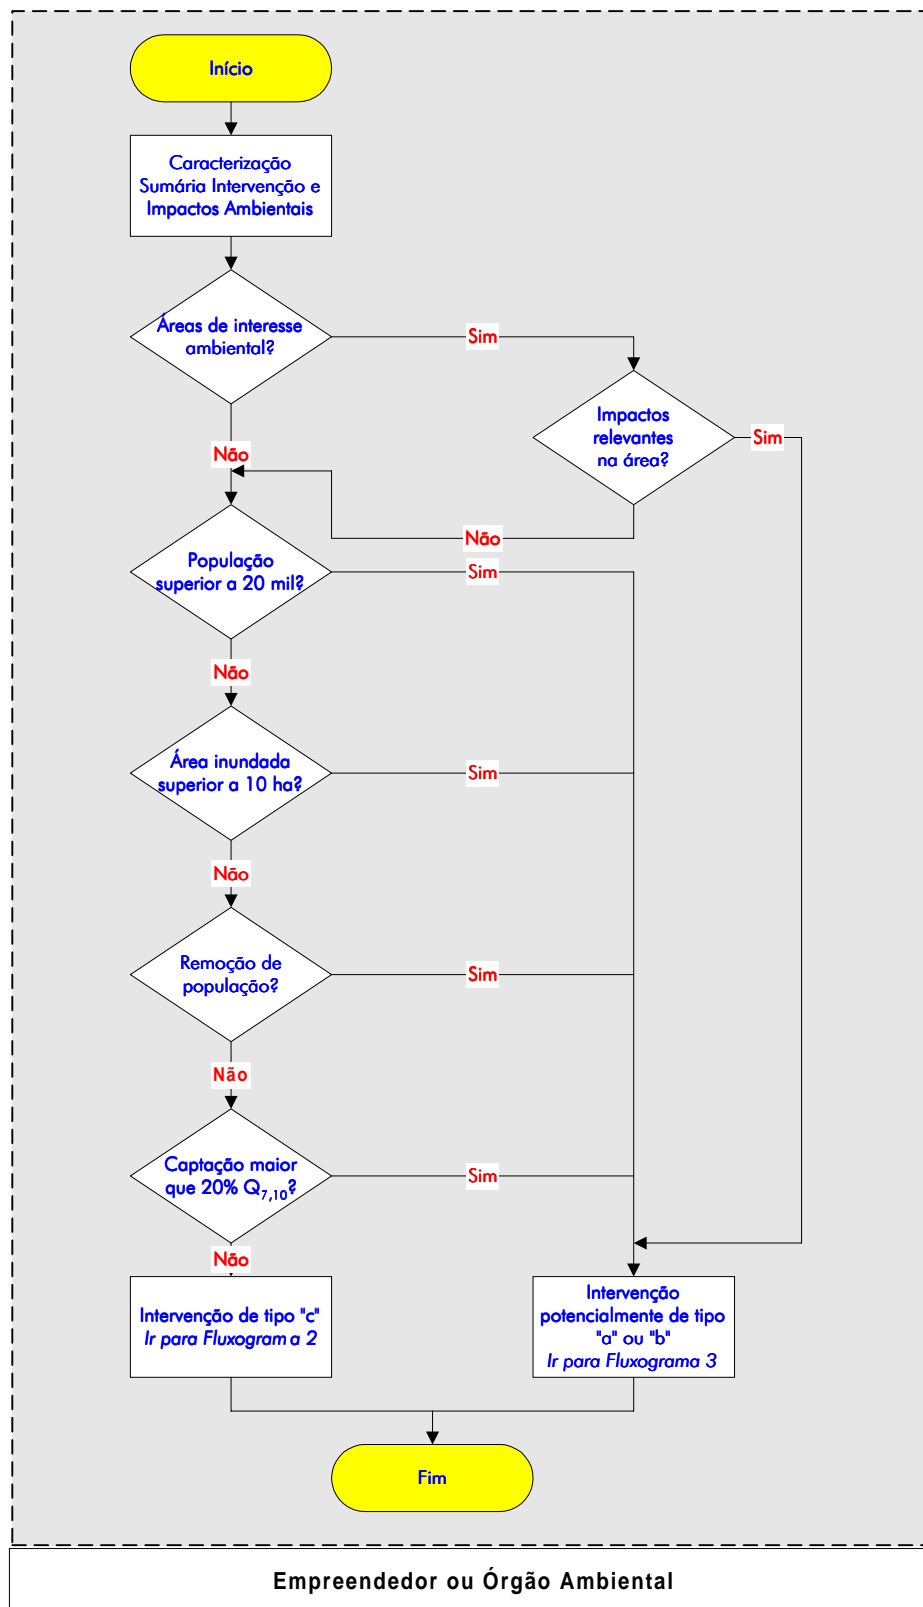 Início
Caracterização
Sumária Intervenção e
Impactos Ambientais
Áreas de interesse
ambiental?
Sim
Impactos
relevantes
na área?
Sim
Não
Não
População
superior a 20 mil?
Sim
Não
Área inundada
superior a 10 ha?
Sim
Não
Remoção de
população?
Sim
Não
Captação maior
que 20% Q7,10?
Sim
Não
Intervenção de tipo "c"
Ir para Fluxograma 2
Intervenção
potencialmente de tipo
"a" ou "b"
Ir para Fluxograma 3
Fim
Empreendedor ou Órgão Ambiental